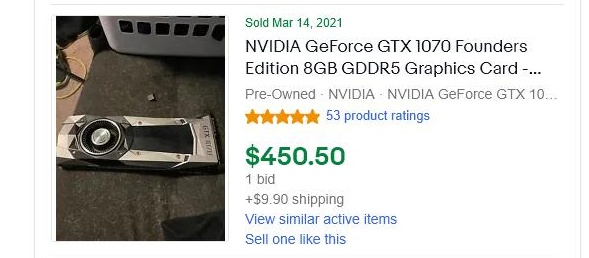 Sold Mar 14, 2021
NVIDIA GeForce GTX 1070 Founders
Edition 8GB GDDR5 Graphics Card -...
Pre-Owned · NVIDIA · NVIDIA GeForce GTX 10...
53 product ratings
$450.50
1 bid
+$9.90 shipping
View similar active items
Sell one like this
GTX 1070